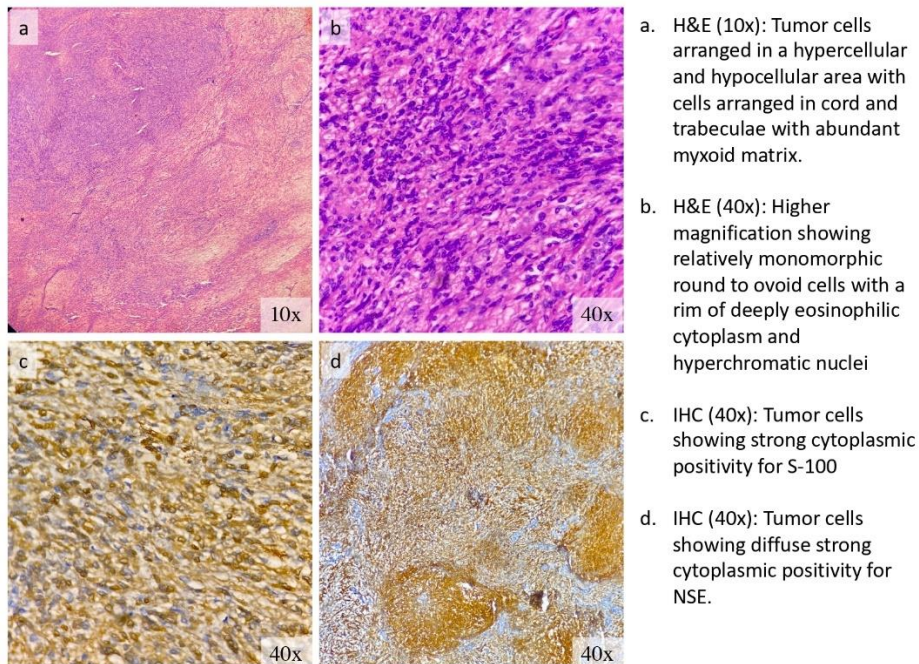 a
10x
b
40x
c
40x
d
40x
a. H&E (10x): Tumor cells
arranged in a hypercellular
and hypocellular area with
cells arranged in cord and
trabeculae with abundant
myxoid matrix.
b. H&E (40x): Higher
magnification showing
relatively monomorphic
round to ovoid cells with a
rim of deeply eosinophilic
cytoplasm and
hyperchromatic nuclei
c. IHC (40x): Tumor cells
showing strong cytoplasmic
positivity for S-100
d. IHC (40x): Tumor cells
showing diffuse strong
cytoplasmic positivity for
NSE.